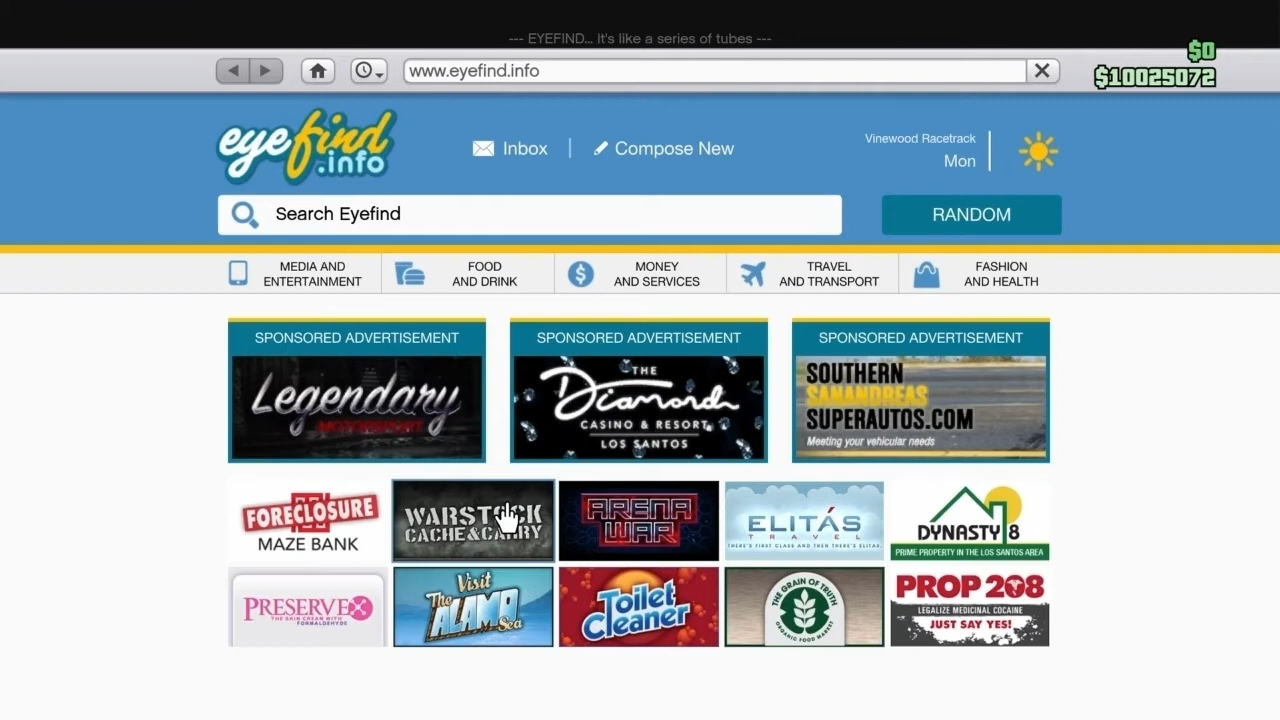 --- EYEFIND... It's like a series of tubes ---
$0
www.eyefind.info
$10025072
eyefind
.info
Inbox
Compose New
Vinewood Racetrack
Mon
Search Eyefind
RANDOM
MEDIA AND
ENTERTAINMENT
FOOD
AND DRINK
MONEY
AND SERVICES
TRAVEL
AND TRANSPORT
FASHION
AND HEALTH
SPONSORED ADVERTISEMENT
Legendary
MOTORSPORT
SPONSORED ADVERTISEMENT
THE
Diamond
CASINO & RESORT
LOS SANTOS
SPONSORED ADVERTISEMENT
SOUTHERN
SANANDREAS
SUPERAUTOS.COM
Meeting your vehicular needs
FORECLOSURE
MAZE BANK
WARSTOCK
CACHE&CARRY
ARENA
WAR
ELITÁS
TRAVEL
THERE'S FIRST CLASS AND THEN THERE'S ELITAS.
DYNASTY 8
PRIME PROPERTY IN THE LOS SANTOS AREA
PRESERVEX
THE SKIN CREAM WITH
FORMALDEHYDE
Visit
The ALAMO
Sea
Toilet
Cleaner
THE GRAIN OF TRUTH
ORGANIC FOOD MARKET
PROP 208
LEGALIZE MEDICINAL COCAINE
JUST SAY YES!